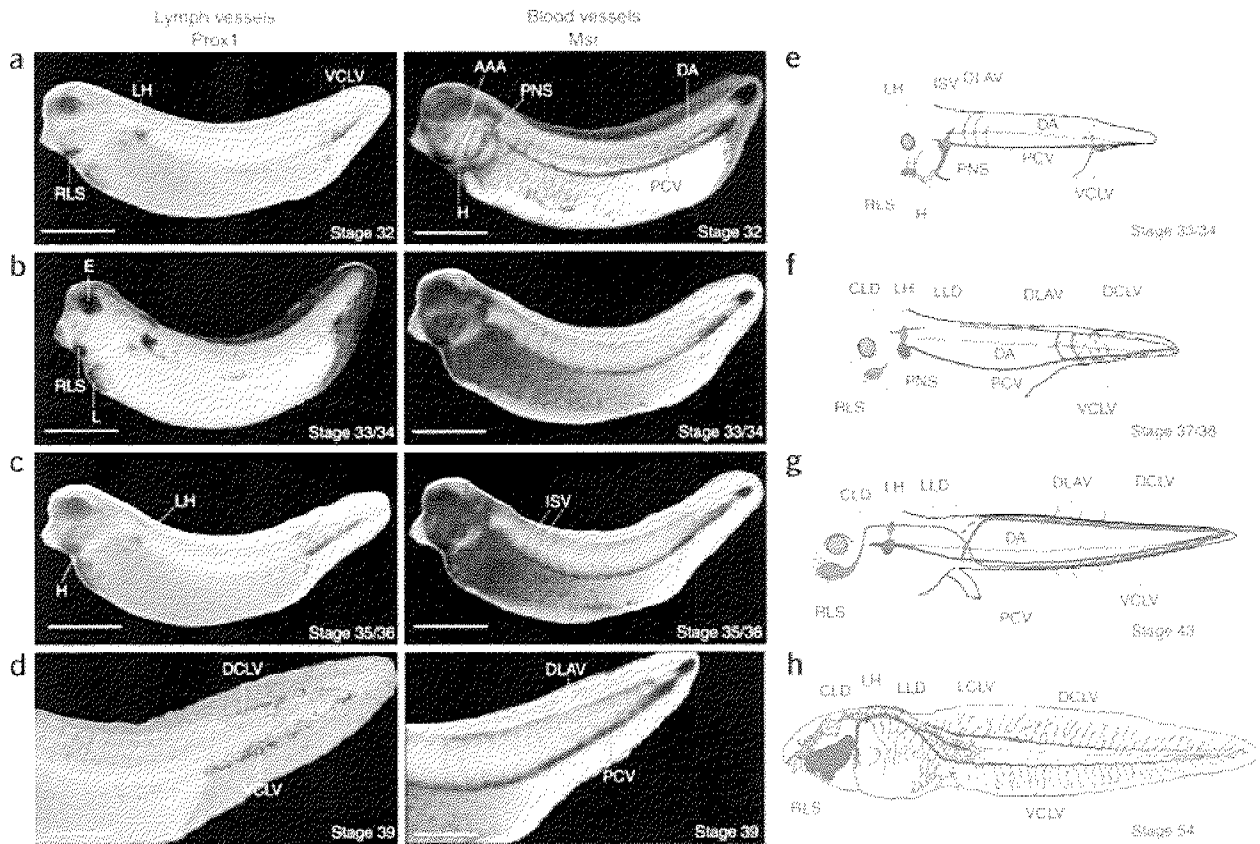 Lymph vessels
Prox1
Blood vessels
Msr
a
LH
VCLV
RLS
Stage 32
AAA
PNS
DA
PCV
H
Stage 32
e
LH
ISV
DLAV
DA
PNS
PCV
VCLV
RLS
H
Stage 33/34
b
E
RLS
L
Stage 33/34
Stage 33/34
f
CLD
LH
LLD
DLAV
DCLV
DA
PNS
PCV
RLS
VCLV
c
LH
H
Stage 35/36
ISV
Stage 35/36
g
CLD
LH
LLD
DLAV
DCLV
DA
RLS
PCV
VCLV
Stage 43
d
DCLV
VCLV
Stage 39
DLAV
PCV
Stage 39
h
CLD
LH
LLD
LCLV
DCLV
RLS
VCLV
Stage 54